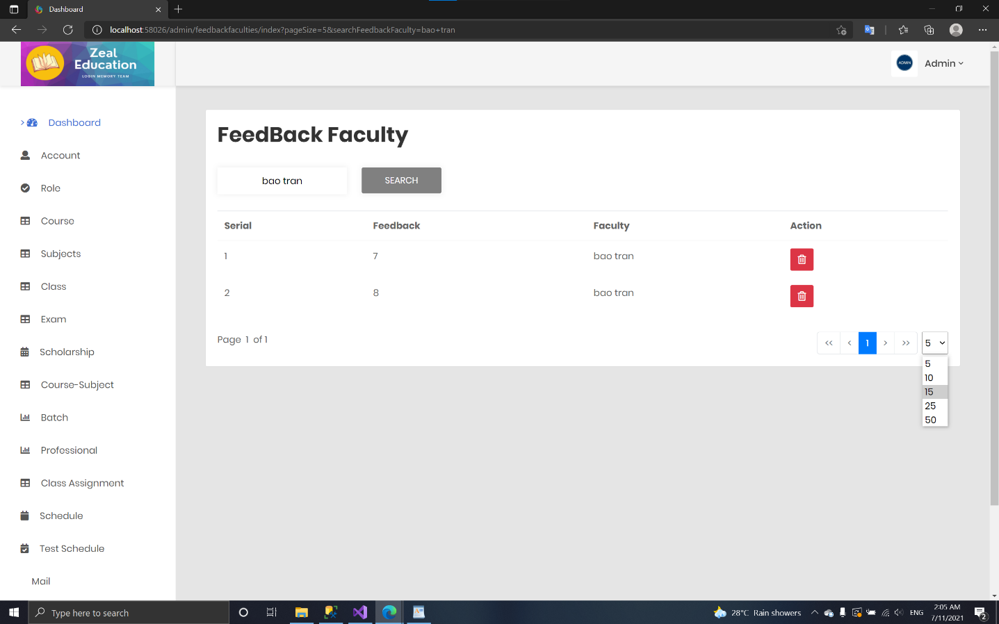 Dashboard
localhost:58026/admin/feedbackfaculties/index?pageSize=5&searchFeedbackFaculty=bao+tran
Zeal
Education
LOGIN MEMORY TEAM
ADMIN
Admin
> Dashboard
Account
Role
Course
Subjects
Class
Exam
Scholarship
Course-Subject
Batch
Professional
Class Assignment
Schedule
Test Schedule
Mail
FeedBack Faculty
bao tran
SEARCH
Serial Feedback Faculty Action
1 7 bao tran
2 8 bao tran
Page 1 of 1
<< < 1 > >> 5
5
10
15
25
50
Type here to search
28°C Rain showers
ENG
2:05 AM
7/11/2021
2